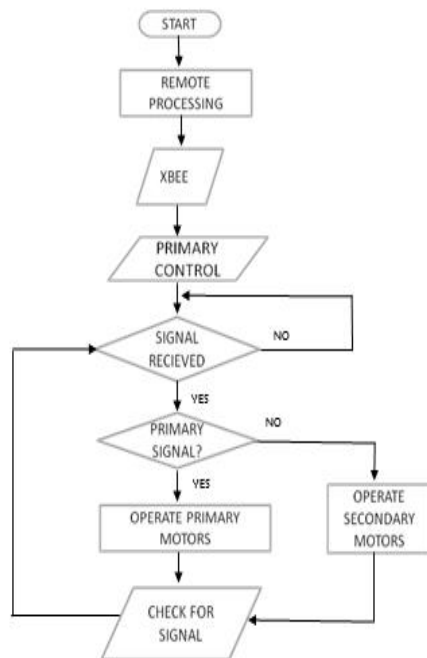 START
REMOTE
PROCESSING
XBEE
PRIMARY
CONTROL
SIGNAL
RECIEVED
NO
YES
PRIMARY
SIGNAL?
NO
YES
OPERATE PRIMARY
MOTORS
OPERATE
SECONDARY
MOTORS
CHECK FOR
SIGNAL